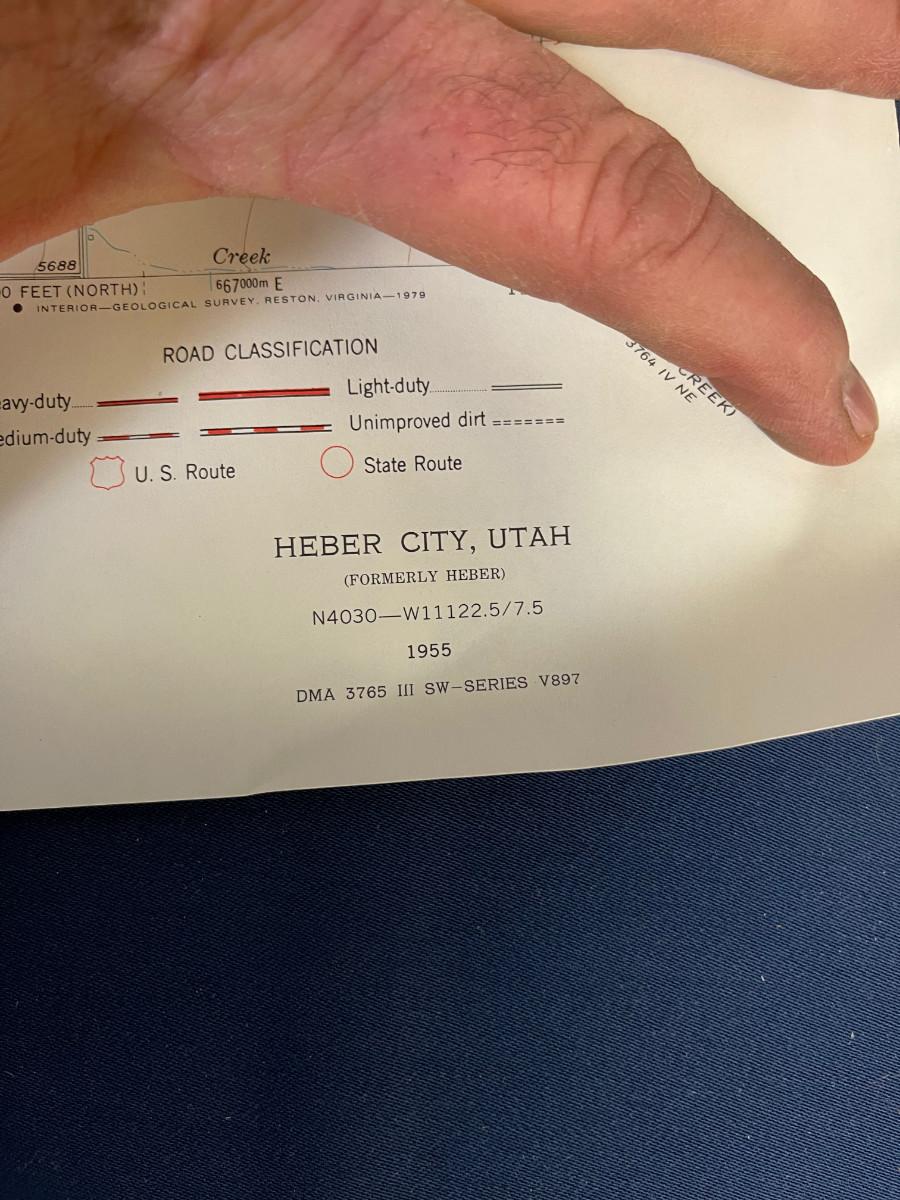 Creek
5688
0 FEET (NORTH)
667000m E
INTERIOR—GEOLOGICAL SURVEY, RESTON, VIRGINIA—1979
3764 IV NE
CREEK)
ROAD CLASSIFICATION
eavy-duty
Light-duty
edium-duty
Unimproved dirt
U. S. Route
State Route
HEBER CITY, UTAH
(FORMERLY HEBER)
N4030—W11122.5/7.5
1955
DMA 3765 III SW—SERIES V897